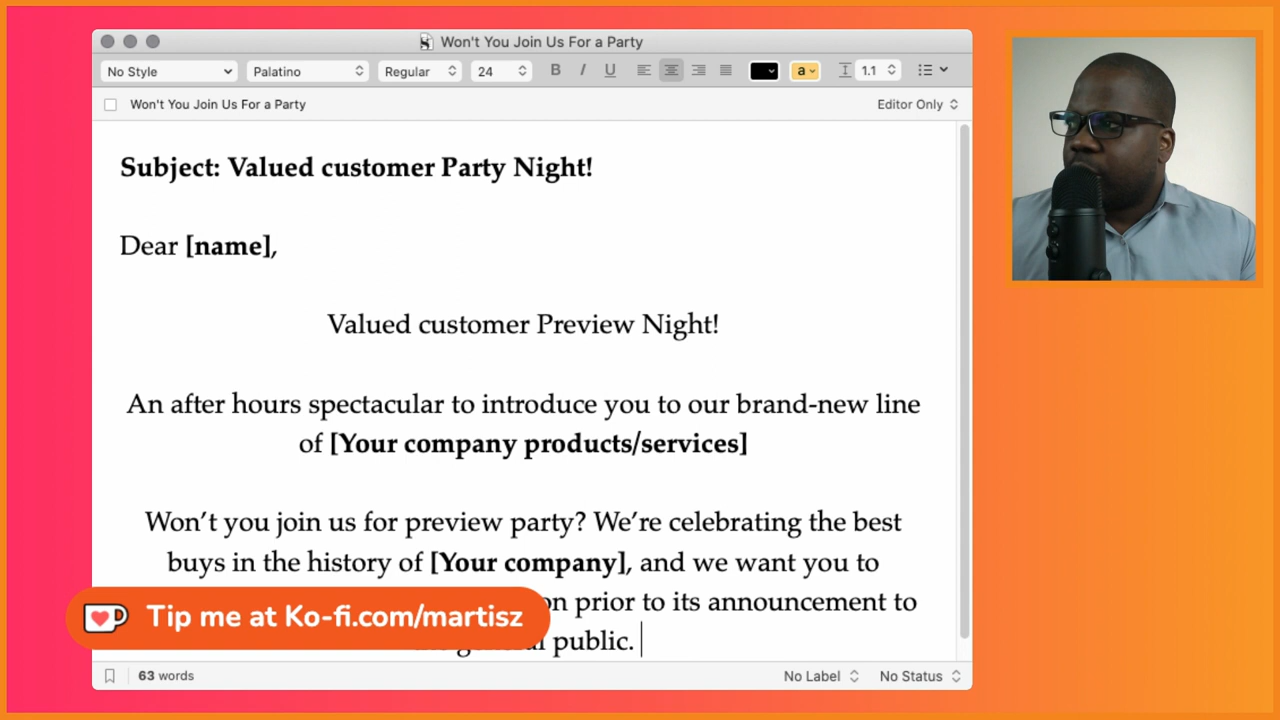 Won't You Join Us For a Party
No Style
Palatino
Regular
24
B
I
U
a
1.1
Won't You Join Us For a Party
Editor Only
Subject: Valued customer Party Night!
Dear [name],
Valued customer Preview Night!
An after hours spectacular to introduce you to our brand-new line
of [Your company products/services]
Won’t you join us for preview party? We’re celebrating the best
buys in the history of [Your company], and we want you to
prior to its announcement to
public.
Tip me at Ko-fi.com/martisz
63 words
No Label
No Status